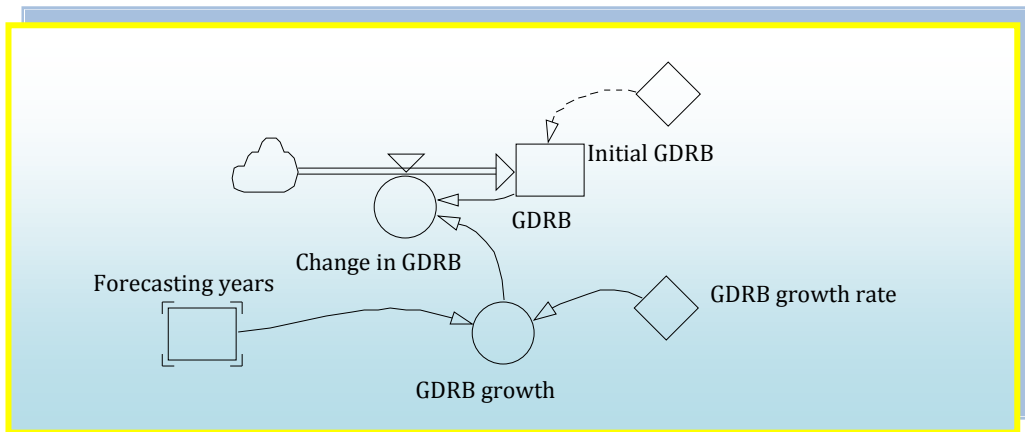 Initial GDRB
GDRB
Change in GDRB
Forecasting years
GDRB growth rate
GDRB growth